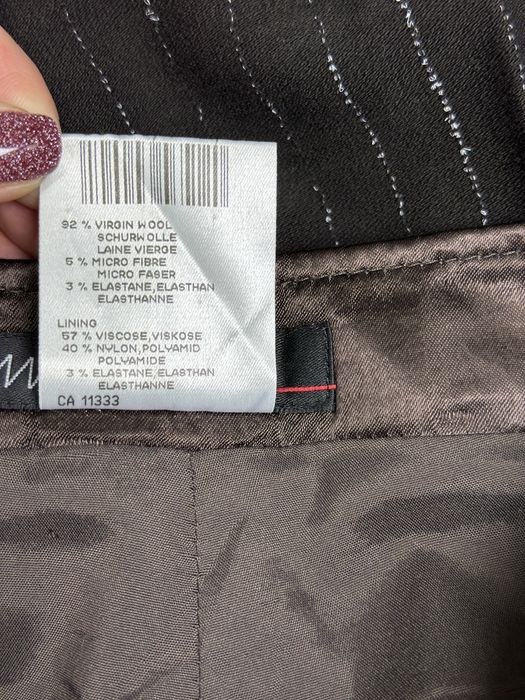 92 % VIRGIN WOOL
SCHURWOLLE
LAINE VIERGE
5 % MICRO FIBRE
MICRO FASER
3 % ELASTANE,ELASTHAN
ELASTHANNE
LINING
57 % VISCOSE,VISKOSE
40 % NYLON,POLYAMID
POLYAMIDE
3 % ELASTANE,ELASTHAN
ELASTHANNE
CA 11333